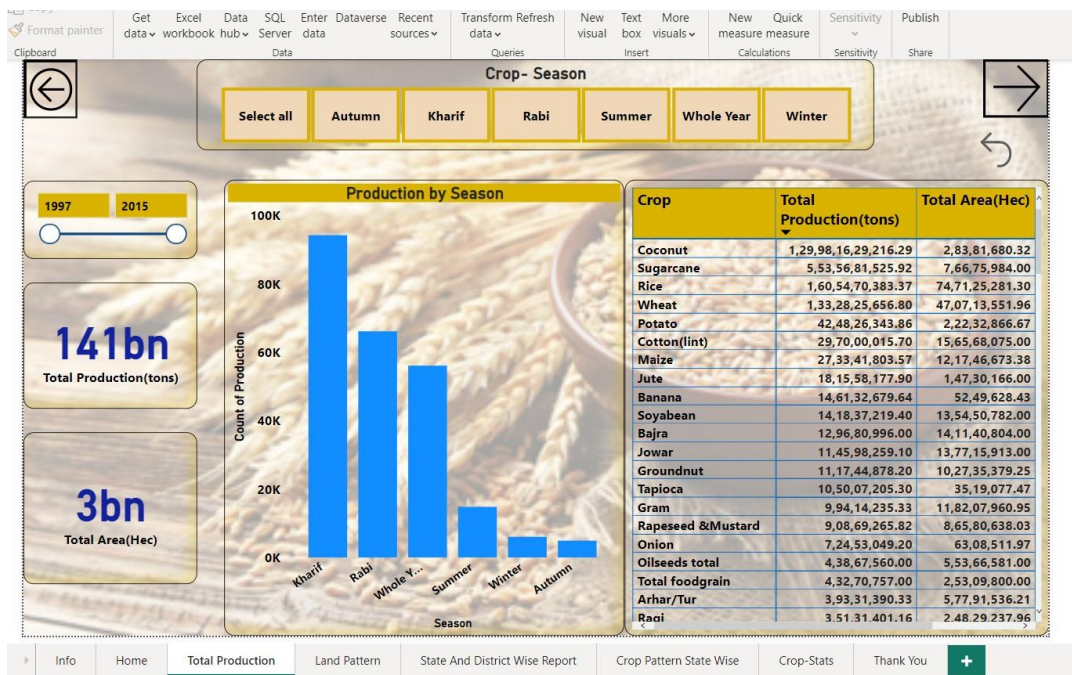 Format painter
Clipboard
Get data
Excel workbook
Data hub
SQL Server
Enter data
Dataverse
Recent sources
Data
Transform data
Refresh
Queries
New visual
Text box
More visuals
Insert
New measure
Quick measure
Calculations
Sensitivity
Sensitivity
Publish
Share
Crop- Season
Select all
Autumn
Kharif
Rabi
Summer
Whole Year
Winter
1997 2015
141bn
Total Production(tons)
3bn
Total Area(Hec)
Production by Season
Count of Production
100K
80K
60K
40K
20K
0K
Kharif
Rabi
Whole Y...
Summer
Winter
Autumn
Season
Crop Total Production(tons) Total Area(Hec)
Coconut 1,29,98,16,29,216.29 2,83,81,680.32
Sugarcane 5,53,56,81,525.92 7,66,75,984.00
Rice 1,60,54,70,383.37 74,71,25,281.30
Wheat 1,33,28,25,656.80 47,07,13,551.96
Potato 42,48,26,343.86 2,22,32,866.67
Cotton(lint) 29,70,00,015.70 15,65,68,075.00
Maize 27,33,41,803.57 12,17,46,673.38
Jute 18,15,58,177.90 1,47,30,166.00
Banana 14,61,32,679.64 52,49,628.43
Soyabean 14,18,37,219.40 13,54,50,782.00
Bajra 12,96,80,996.00 14,11,40,804.00
Jowar 11,45,98,259.10 13,77,15,913.00
Groundnut 11,17,44,878.20 10,27,35,379.25
Tapioca 10,50,07,205.30 35,19,077.47
Gram 9,94,14,235.33 11,82,07,960.95
Rapeseed &Mustard 9,08,69,265.82 8,65,80,638.03
Onion 7,24,53,049.20 63,08,511.97
Oilseeds total 4,38,67,560.00 5,53,66,581.00
Total foodgrain 4,32,70,757.00 2,53,09,800.00
Arhar/Tur 3,93,31,390.33 5,77,91,536.21
Ragi 3,51,31,401.16 2,48,29,237.96
Info
Home
Total Production
Land Pattern
State And District Wise Report
Crop Pattern State Wise
Crop-Stats
Thank You